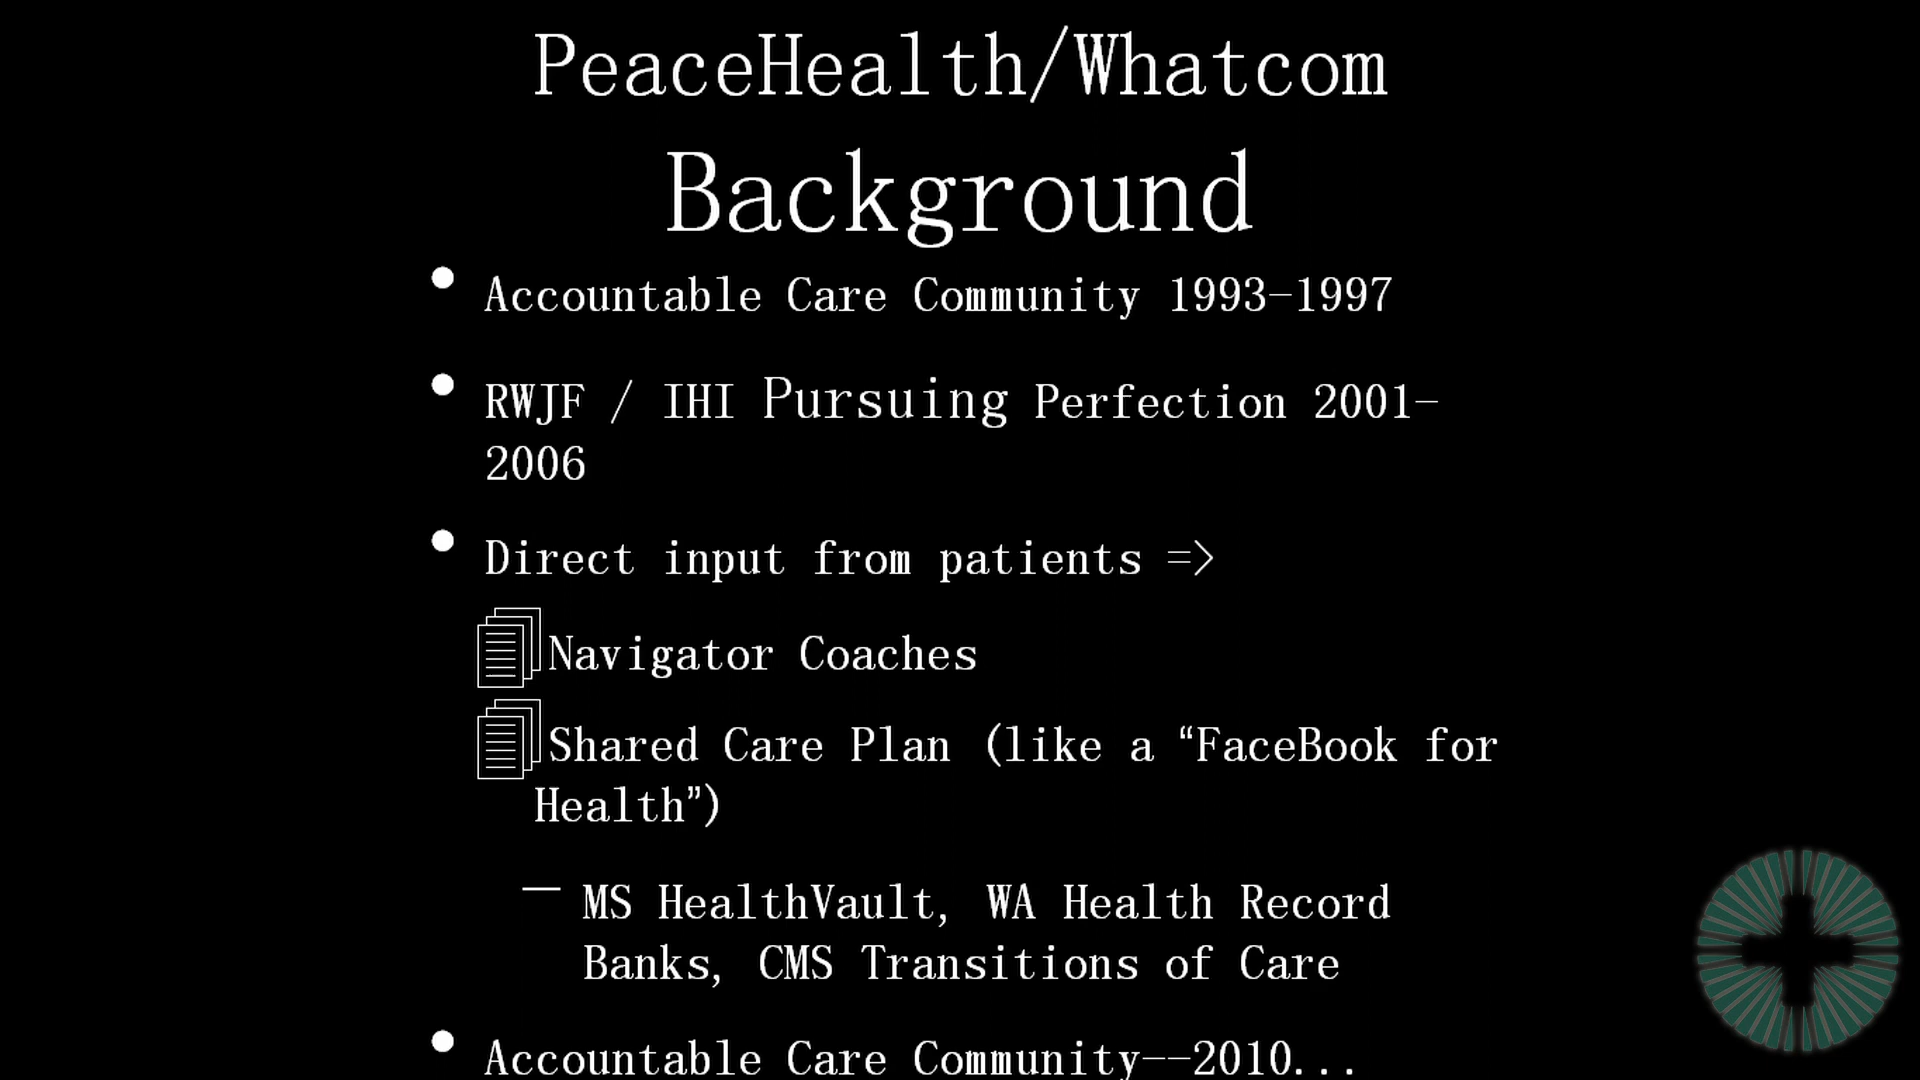 PeaceHealth/Whatcom
Background
• Accountable Care Community 1993-1997
• RWJF / IHI Pursuing Perfection 2001-
2006
• Direct input from patients =>
Navigator Coaches
Shared Care Plan (like a “FaceBook for
Health”)
— MS HealthVault, WA Health Record
Banks, CMS Transitions of Care
• Accountable Care Community--2010...